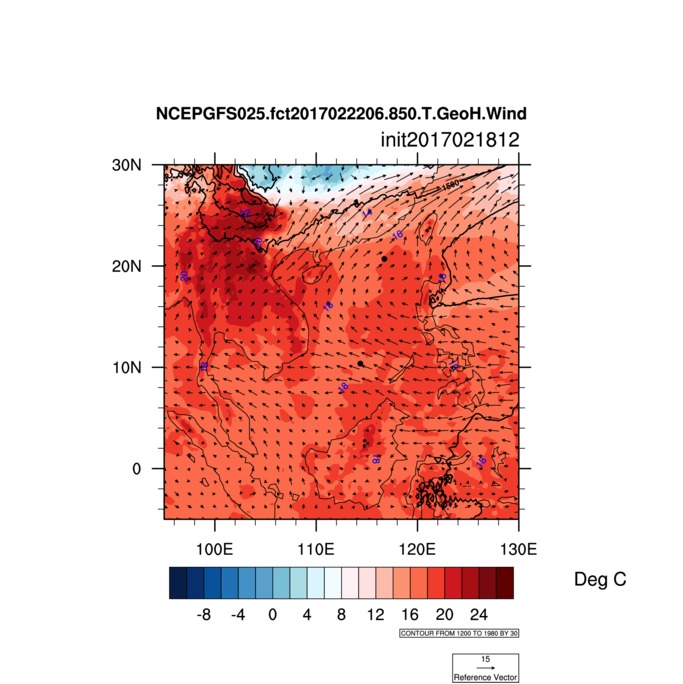 NCEPGFS025.fct2017022206.850.T.GeoH.Wind
init2017021812
30N
20N
10N
0
100E 110E 120E 130E
Deg C
-8 -4 0 4 8 12 16 20 24
CONTOUR FROM 1200 TO 1980 BY 30
15
Reference Vector